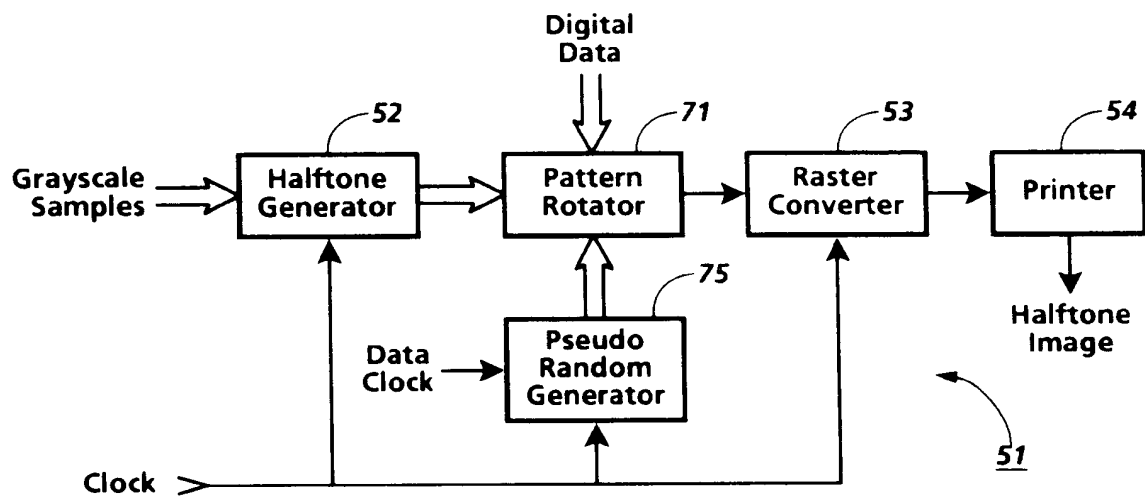 Digital
Data
52
71
53
54
Grayscale
Samples
Halftone
Generator
Pattern
Rotator
Raster
Converter
Printer
75
Data
Clock
Pseudo
Random
Generator
Halftone
Image
51
Clock